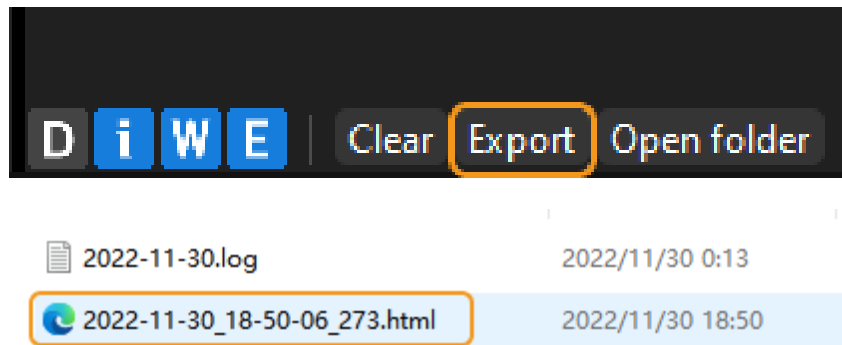 D i W E Clear Export Open folder
2022-11-30.log 2022/11/30 0:13
2022-11-30_18-50-06_273.html 2022/11/30 18:50